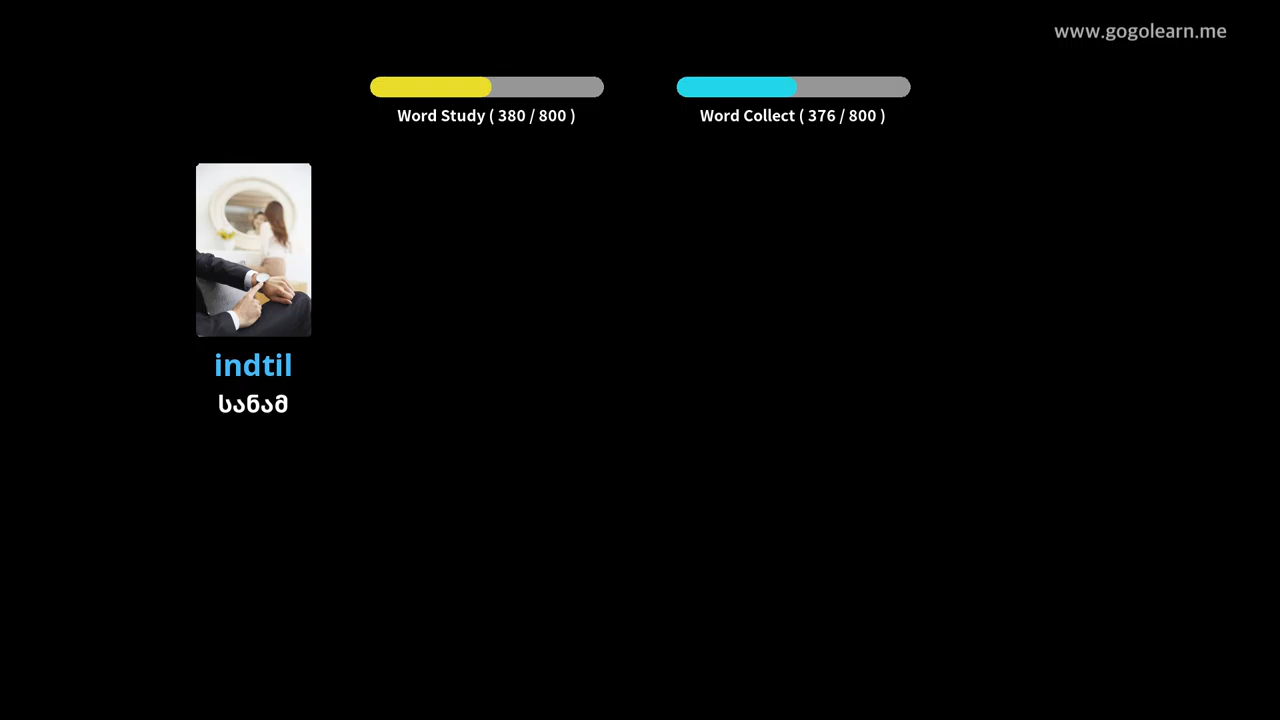 www.gogolearn.me
Word Study ( 380 / 800 )
Word Collect ( 376 / 800 )
indtil
სანამ